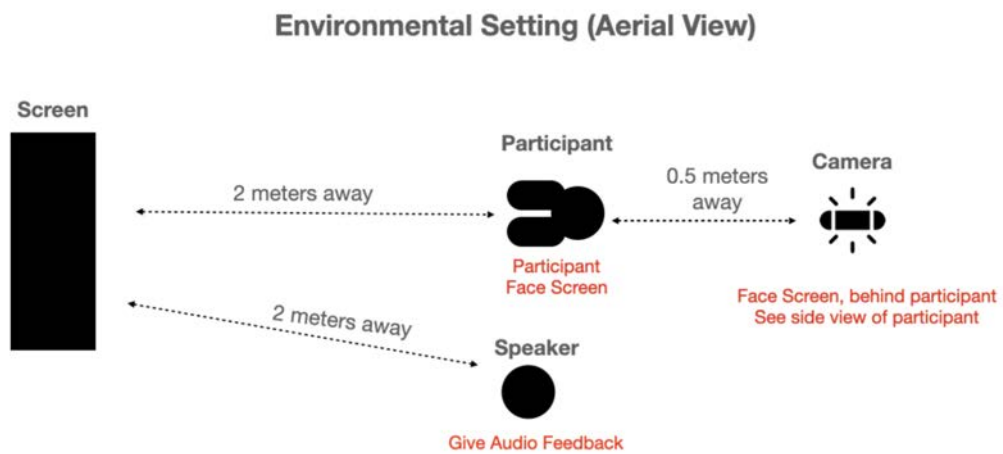 Environmental Setting (Aerial View)
Screen
Participant
Camera
2 meters away
0.5 meters
away
Participant
Face Screen
Face Screen, behind participant
See side view of participant
2 meters away
Speaker
Give Audio Feedback